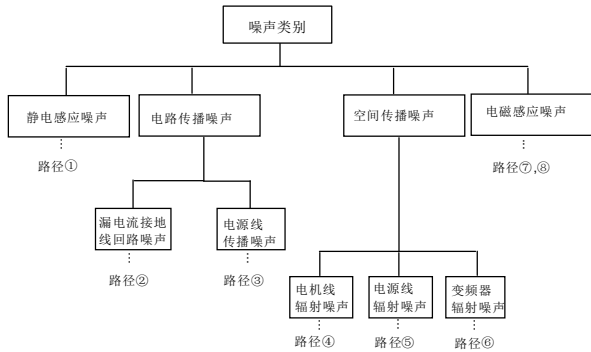 噪声类别
静电感应噪声
电路传播噪声
空间传播噪声
电磁感应噪声
路径①
路径⑦,⑧
漏电流接地
线回路噪声
电源线
传播噪声
路径②
路径③
电机线
辐射噪声
电源线
辐射噪声
变频器
辐射噪声
路径④
路径⑤
路径⑥